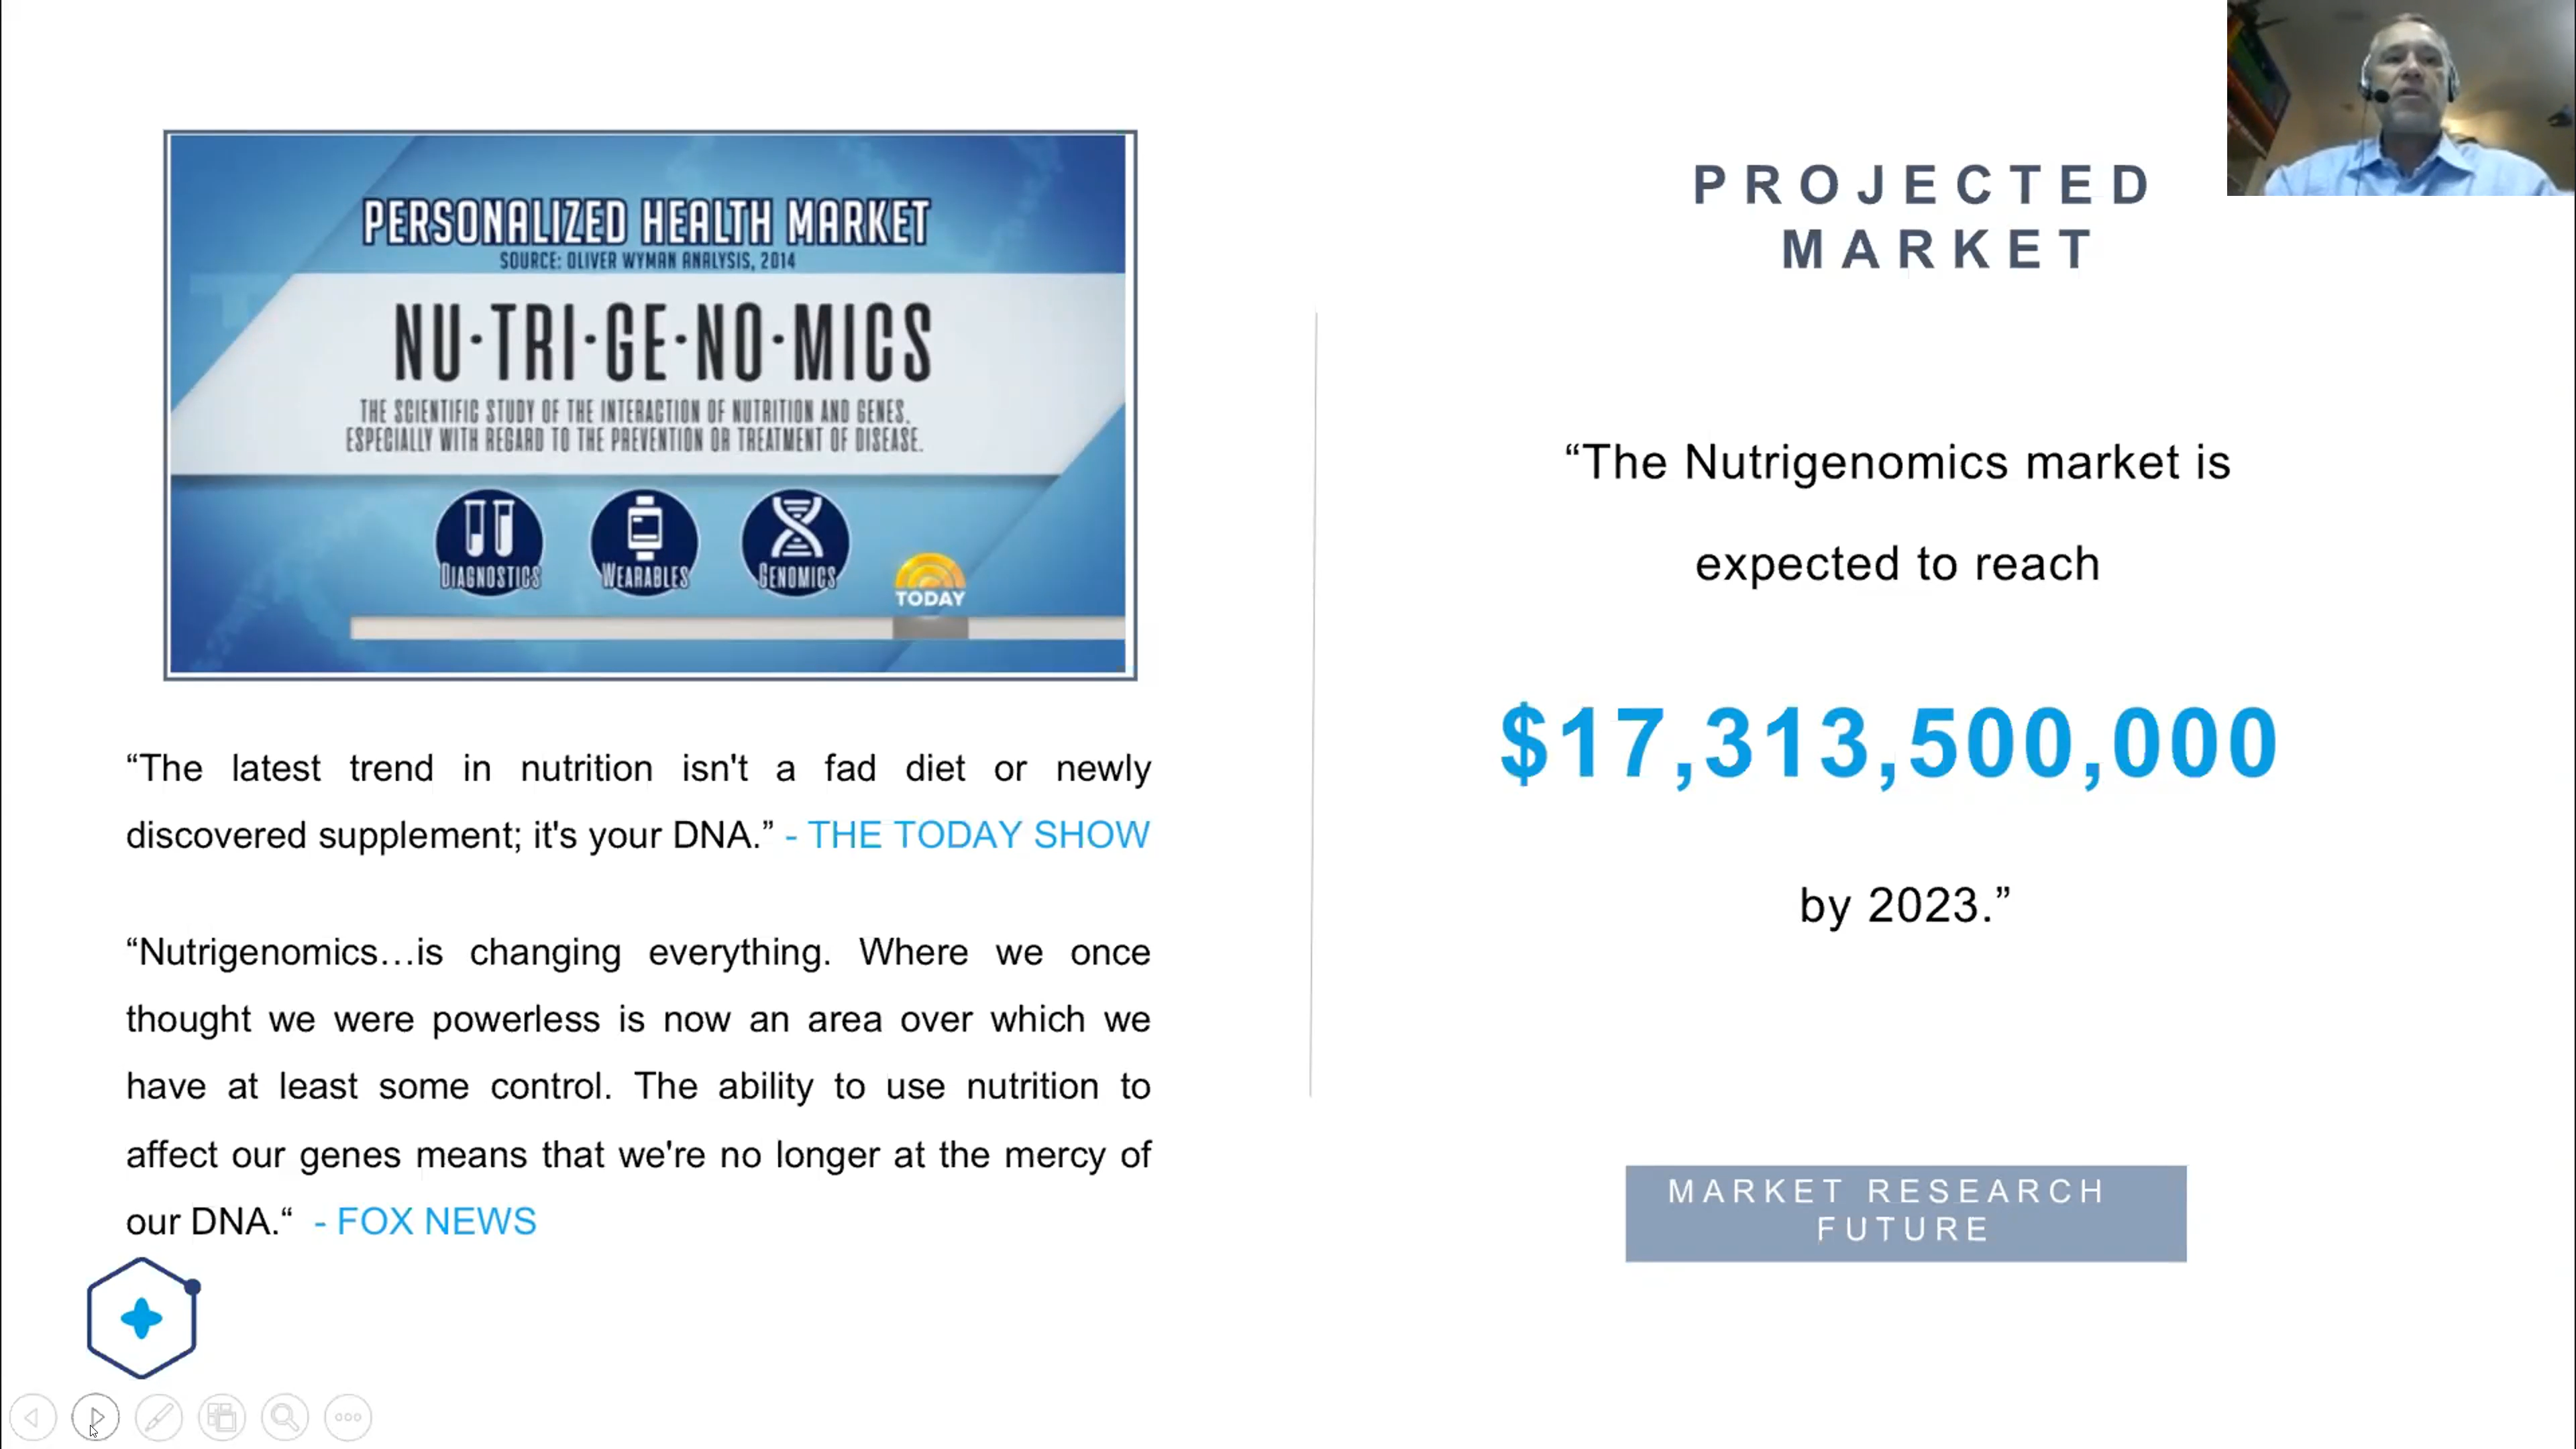 PERSONALIZED HEALTH MARKET
SOURCE: OLIVER WYMAN ANALYSIS, 2014
NU·TRI·GE·NO·MICS
THE SCIENTIFIC STUDY OF THE INTERACTION OF NUTRITION AND GENES,
ESPECIALLY WITH REGARD TO THE PREVENTION OR TREATMENT OF DISEASE.
DIAGNOSTICS
WEARABLES
GENOMICS
TODAY
“The latest trend in nutrition isn't a fad diet or newly
discovered supplement; it's your DNA.” - THE TODAY SHOW
“Nutrigenomics…is changing everything. Where we once
thought we were powerless is now an area over which we
have at least some control. The ability to use nutrition to
affect our genes means that we're no longer at the mercy of
our DNA.“ - FOX NEWS
PROJECTED
MARKET
“The Nutrigenomics market is
expected to reach
$17,313,500,000
by 2023.”
MARKET RESEARCH
FUTURE